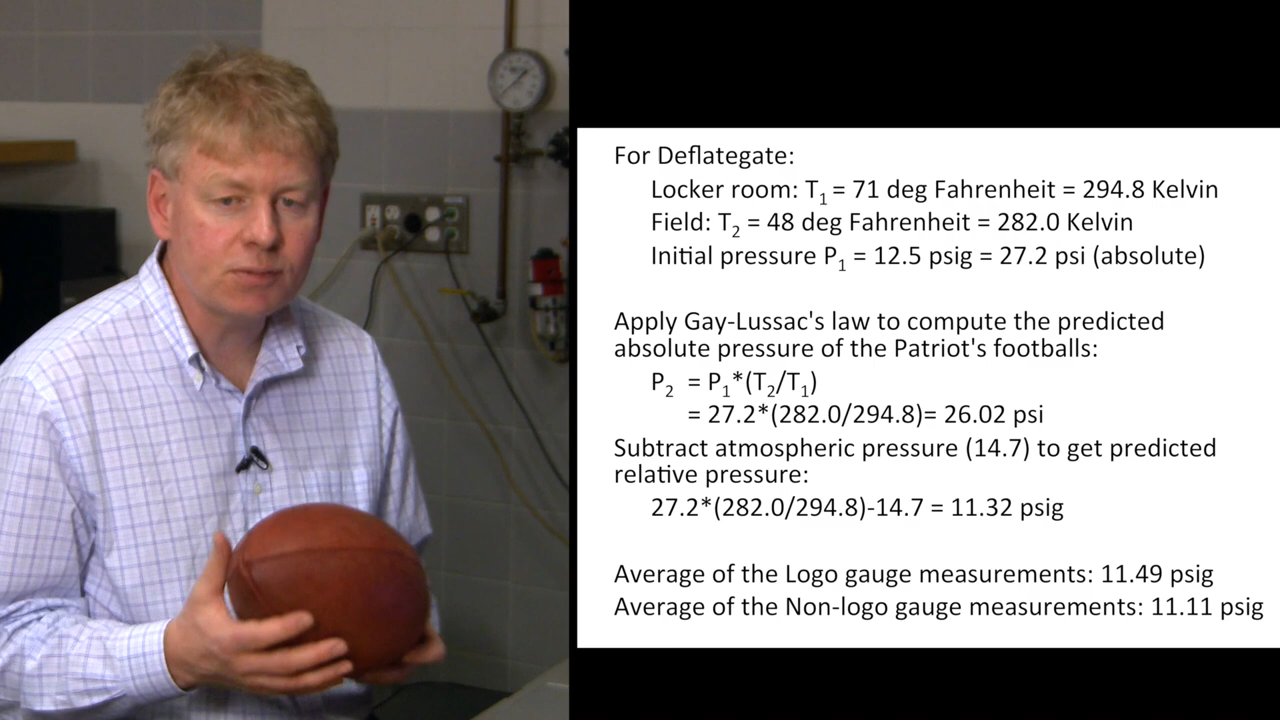 For Deflategate:
Locker room: T₁ = 71 deg Fahrenheit = 294.8 Kelvin
Field: T₂ = 48 deg Fahrenheit = 282.0 Kelvin
Initial pressure P₁ = 12.5 psig = 27.2 psi (absolute)
Apply Gay-Lussac's law to compute the predicted
absolute pressure of the Patriot's footballs:
P₂ = P₁*(T₂/T₁)
= 27.2*(282.0/294.8)= 26.02 psi
Subtract atmospheric pressure (14.7) to get predicted
relative pressure:
27.2*(282.0/294.8)-14.7 = 11.32 psig
Average of the Logo gauge measurements: 11.49 psig
Average of the Non-logo gauge measurements: 11.11 psig